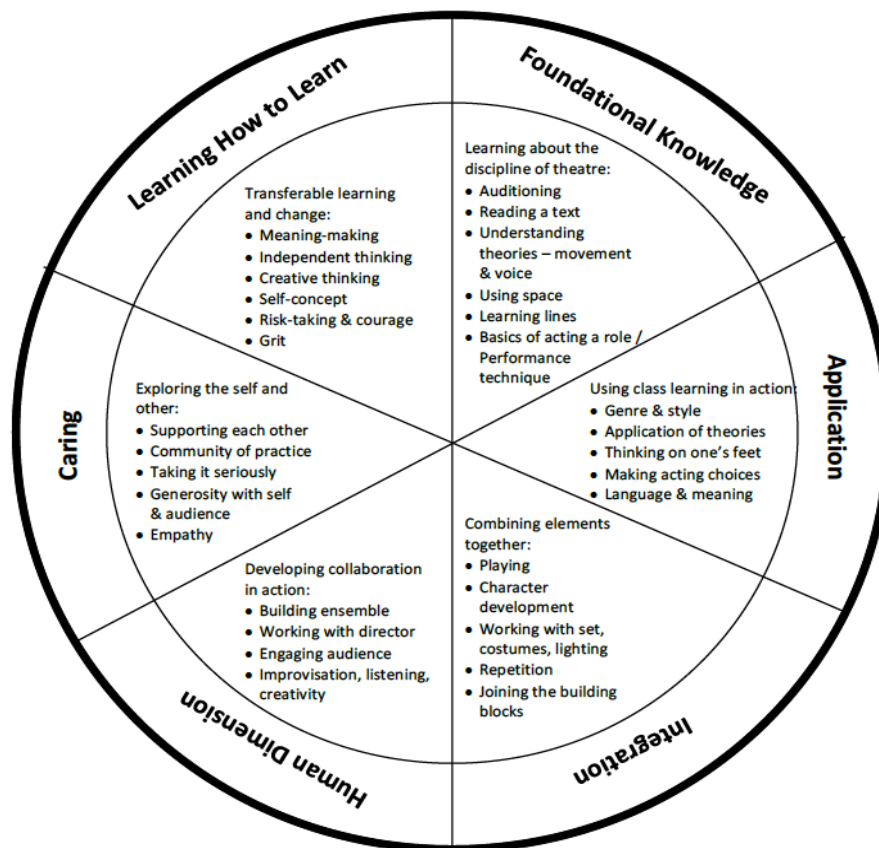 Foundational Knowledge
Learning about the
discipline of theatre:
• Auditioning
• Reading a text
• Understanding
theories – movement
& voice
• Using space
• Learning lines
• Basics of acting a role /
Performance
technique
Application
Using class learning in action:
• Genre & style
• Application of theories
• Thinking on one's feet
• Making acting choices
• Language & meaning
Integration
Combining elements
together:
• Playing
• Character
development
• Working with set,
costumes, lighting
• Repetition
• Joining the building
blocks
Human Dimension
Developing collaboration
in action:
• Building ensemble
• Working with director
• Engaging audience
• Improvisation, listening,
creativity
Caring
Exploring the self and
other:
• Supporting each other
• Community of practice
• Taking it seriously
• Generosity with self
& audience
• Empathy
Learning How to Learn
Transferable learning
and change:
• Meaning-making
• Independent thinking
• Creative thinking
• Self-concept
• Risk-taking & courage
• Grit